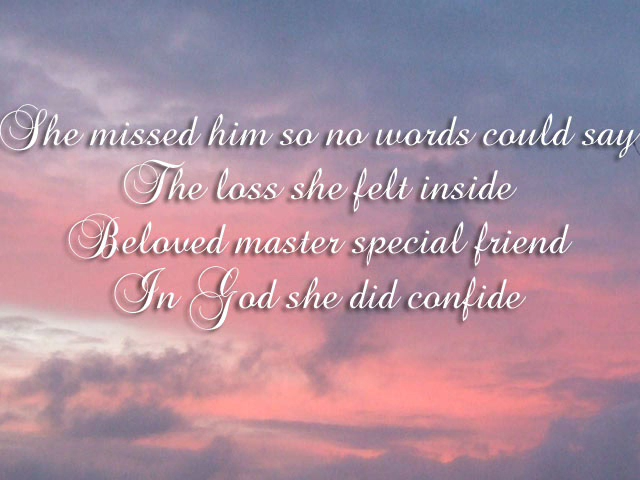 She missed him so no words could say
The loss she felt inside
Beloved master special friend
In God she did confide